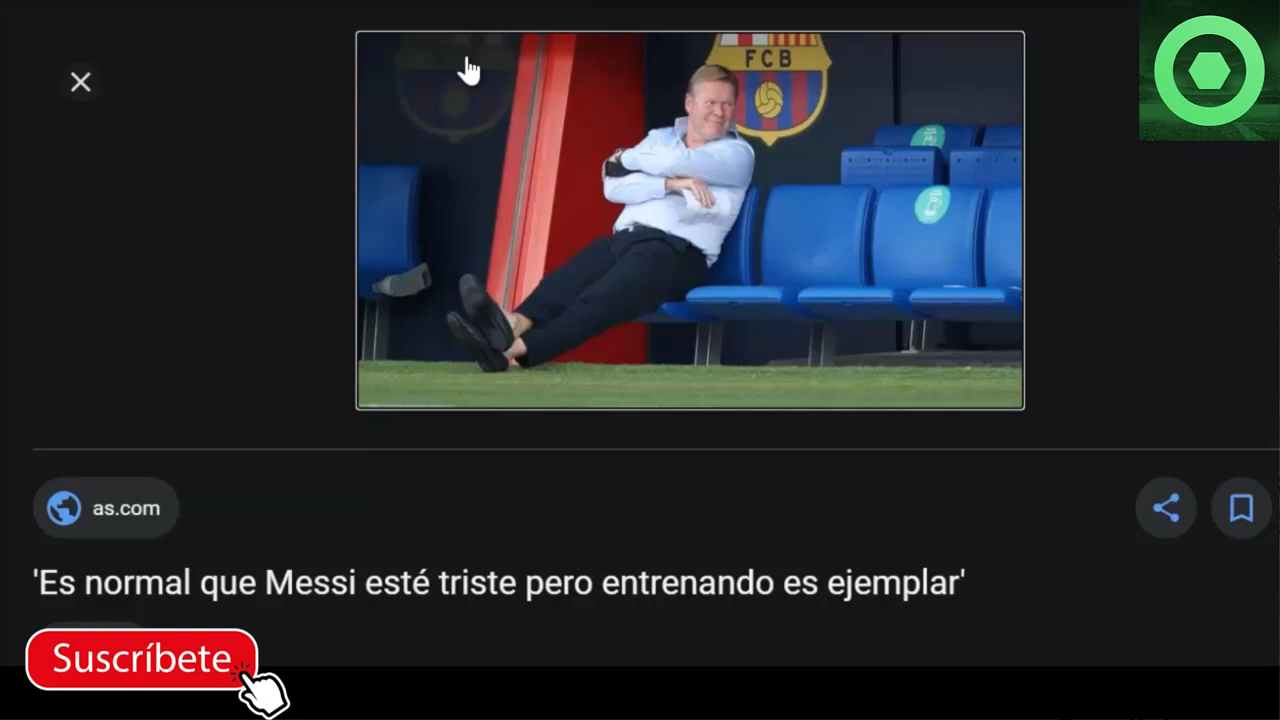 FCB
as.com
'Es normal que Messi esté triste pero entrenando es ejemplar'
Suscríbete